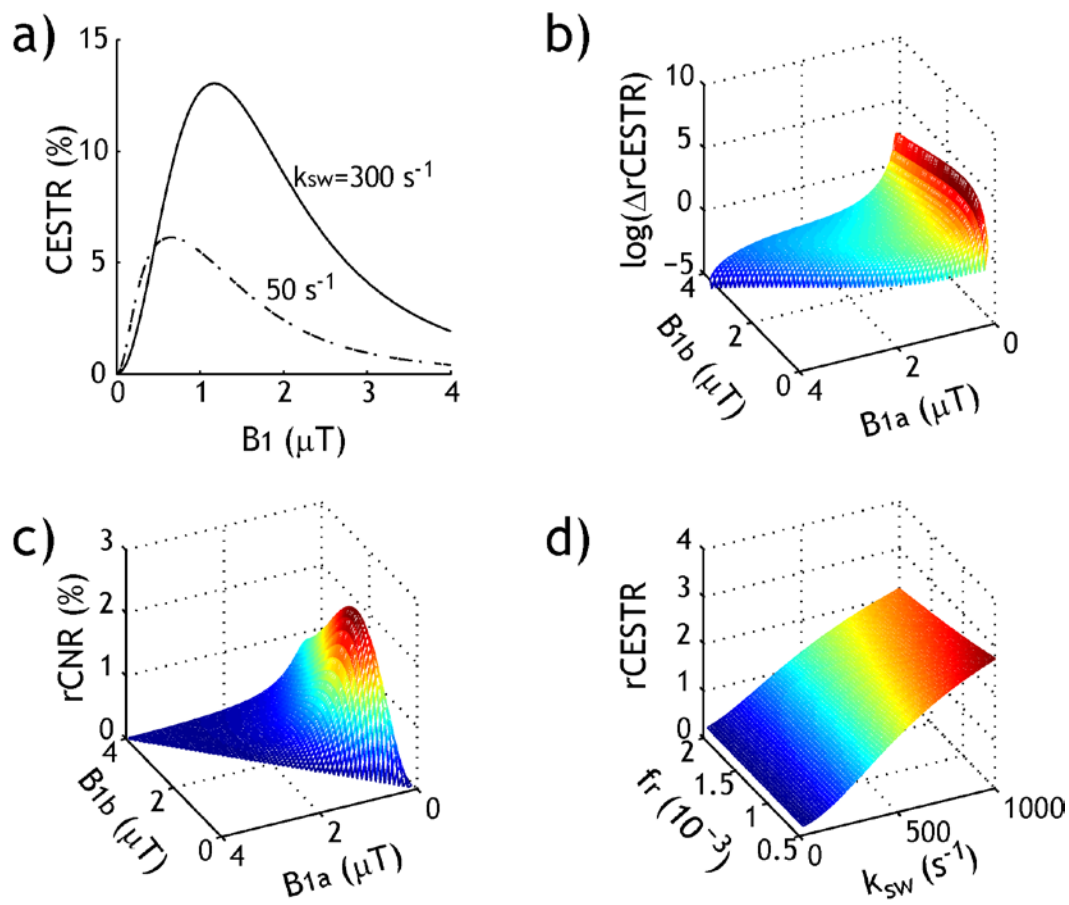 a)
15
10
5
0
CESTR (%)
ksw=300 s-1
50 s-1
0 1 2 3 4
B1 (μT)
b)
10
5
0
-5
log(ΔrCESTR)
4
2
0
B1b (μT)
4
2
0
B1a (μT)
c)
3
2
1
0
rCNR (%)
4
2
0
B1b (μT)
4
2
0
B1a (μT)
d)
4
3
2
1
0
rCESTR
2
1.5
1
0.5
fr (10-3)
0
500
1000
ksw (s-1)